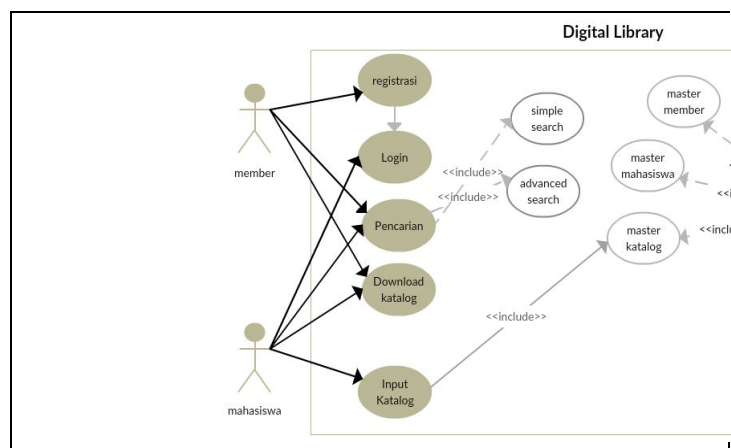 Digital Library
registrasi
member
Login
Pencarian
Download
katalog
mahasiswa
Input
Katalog
simple
search
<<include>>
<<include>>
advanced
search
<<include>>
master
member
master
mahasiswa
master
katalog
<<i
<<inclu